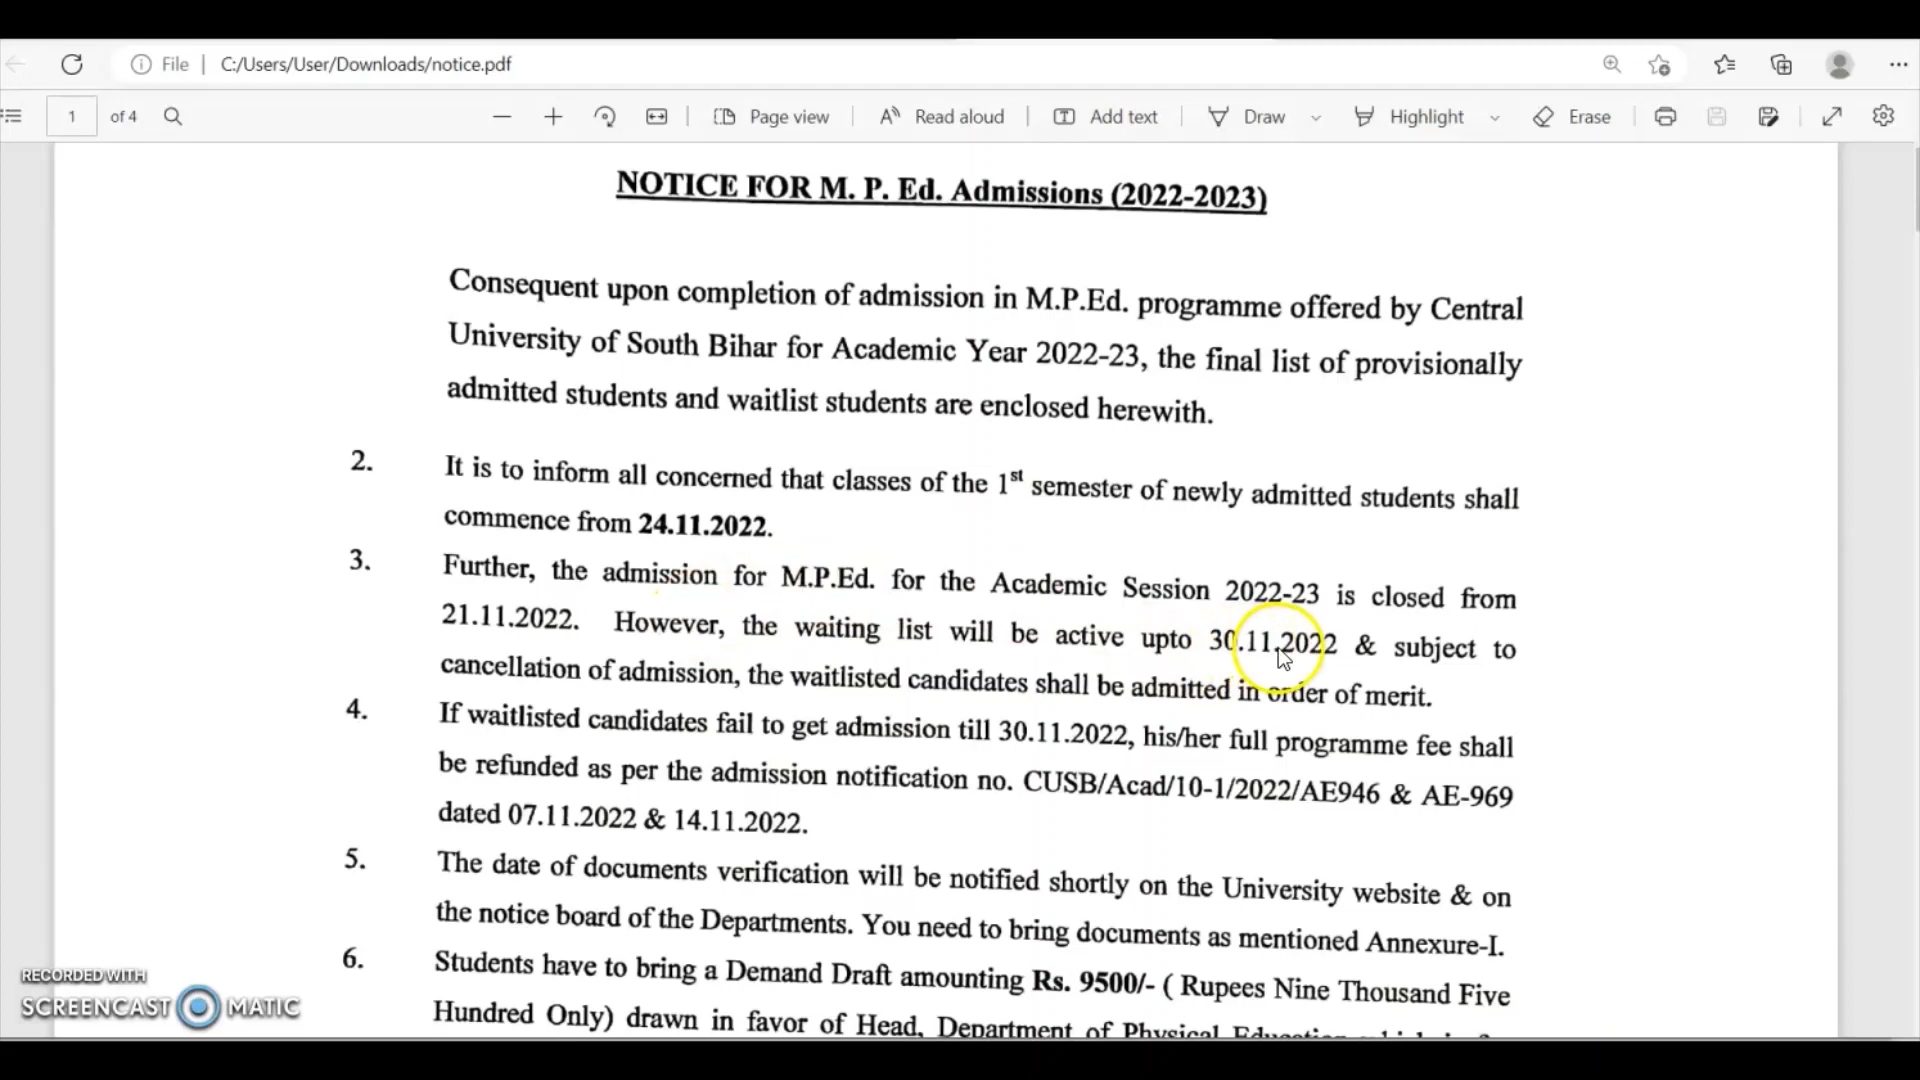 File | C:/Users/User/Downloads/notice.pdf
1 of 4 Page view Read aloud Add text Draw Highlight Erase
NOTICE FOR M. P. Ed. Admissions (2022-2023)
Consequent upon completion of admission in M.P.Ed. programme offered by Central
University of South Bihar for Academic Year 2022-23, the final list of provisionally
admitted students and waitlist students are enclosed herewith.
2. It is to inform all concerned that classes of the 1st semester of newly admitted students shall
commence from 24.11.2022.
3. Further, the admission for M.P.Ed. for the Academic Session 2022-23 is closed from
21.11.2022. However, the waiting list will be active upto 30.11.2022 & subject to
cancellation of admission, the waitlisted candidates shall be admitted in order of merit.
4. If waitlisted candidates fail to get admission till 30.11.2022, his/her full programme fee shall
be refunded as per the admission notification no. CUSB/Acad/10-1/2022/AE946 & AE-969
dated 07.11.2022 & 14.11.2022.
5. The date of documents verification will be notified shortly on the University website & on
the notice board of the Departments. You need to bring documents as mentioned Annexure-I.
6. Students have to bring a Demand Draft amounting Rs. 9500/- ( Rupees Nine Thousand Five
Hundred Only) drawn in favor of Head, Department of Physical Education
RECORDED WITH
SCREENCAST MATIC